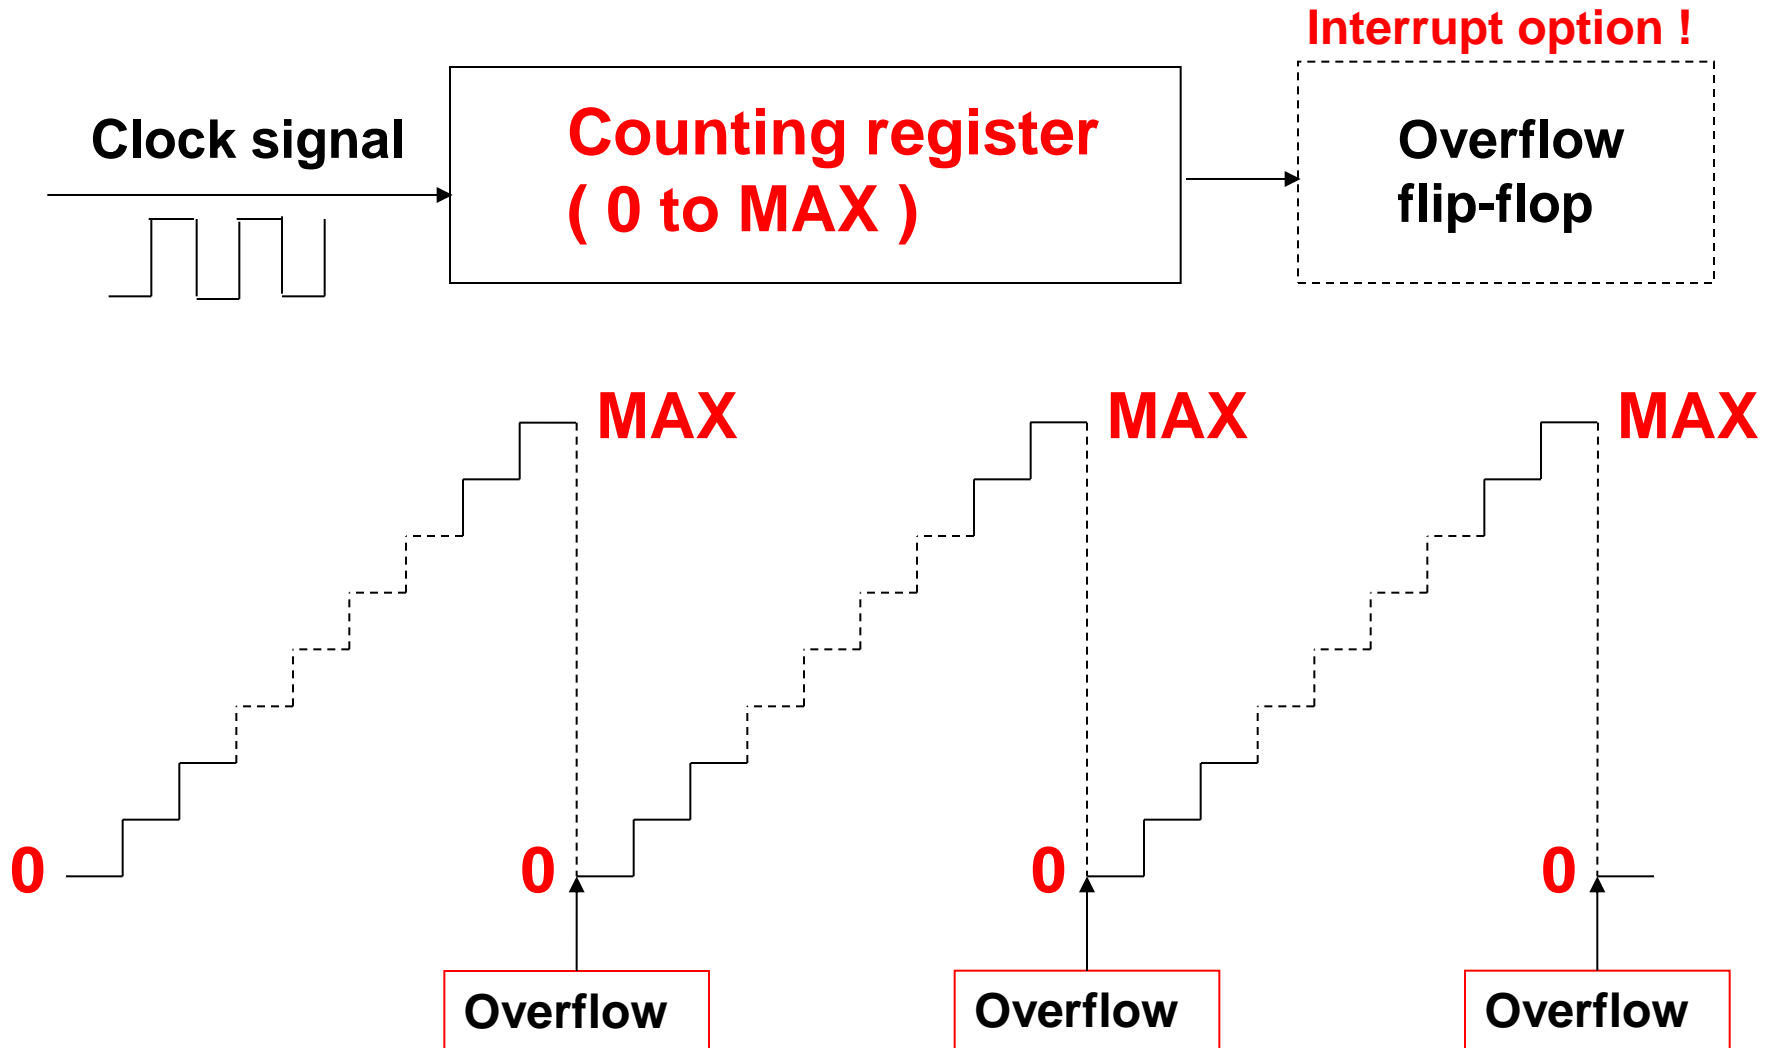 Interrupt option !
Clock signal
Counting register
( 0 to MAX )
Overflow
flip-flop
MAX
MAX
MAX
0
0
0
0
Overflow
Overflow
Overflow